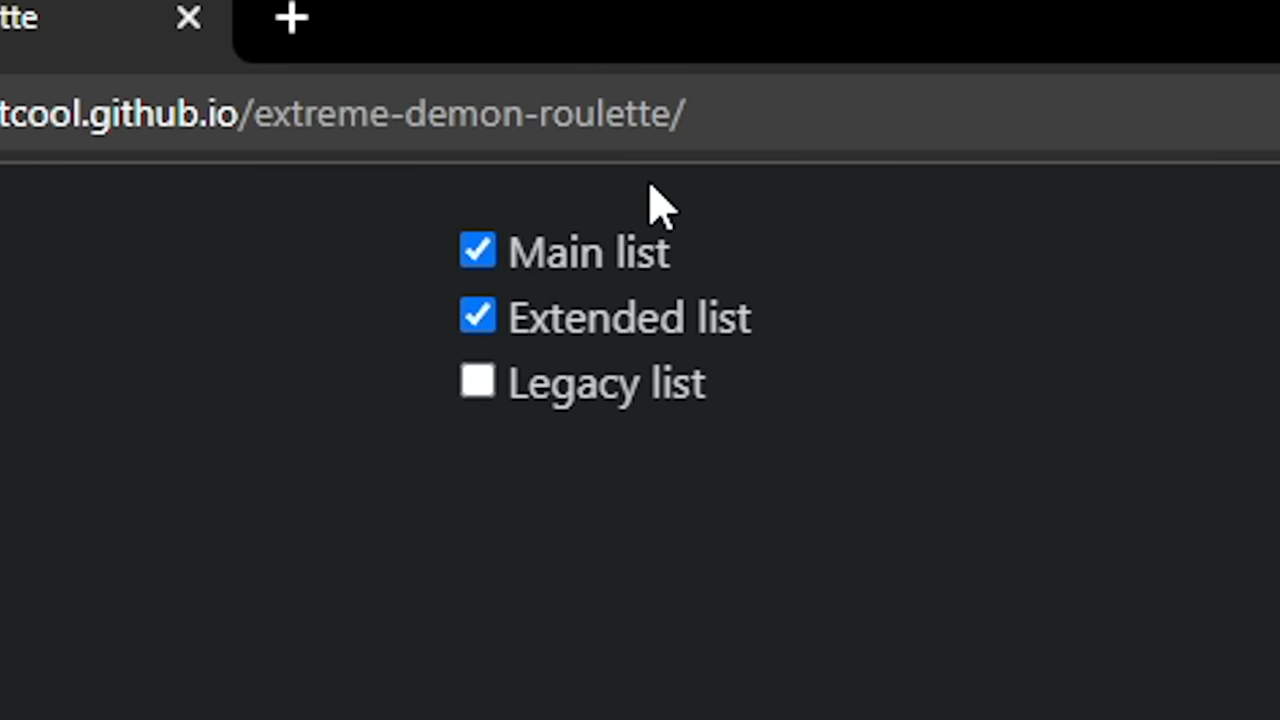 tte
tcool.github.io/extreme-demon-roulette/
Main list
Extended list
Legacy list